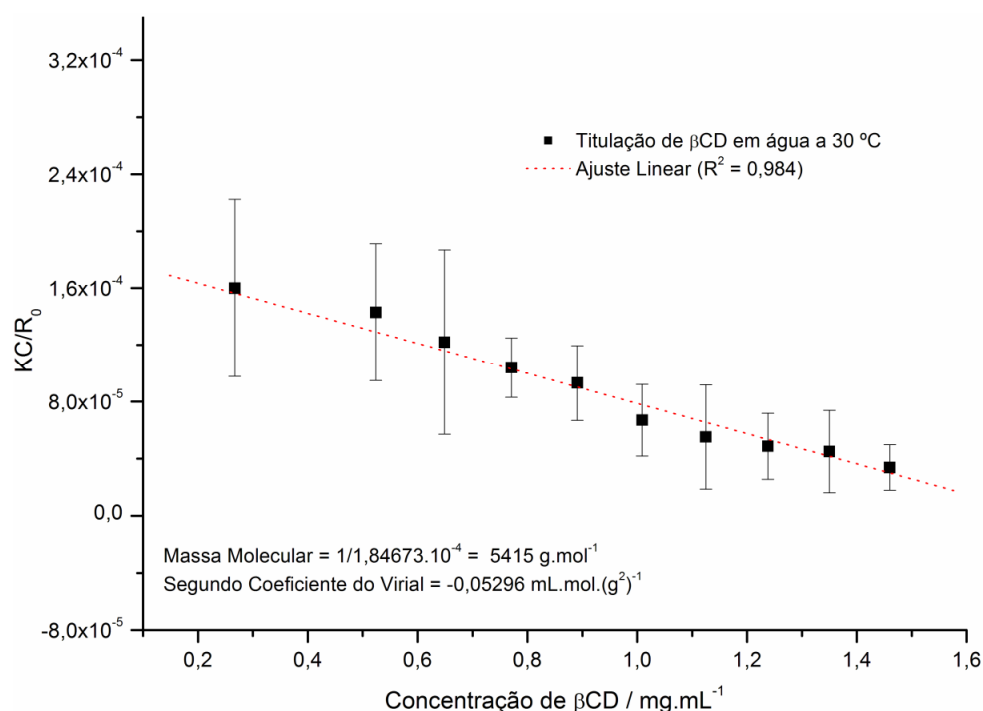 3,2x10⁻⁴
2,4x10⁻⁴
1,6x10⁻⁴
8,0x10⁻⁵
0,0
-8,0x10⁻⁵
KC/R₀
Titulação de βCD em água a 30 ºC
Ajuste Linear (R² = 0,984)
Massa Molecular = 1/1,84673.10⁻⁴ = 5415 g.mol⁻¹
Segundo Coeficiente do Virial = -0,05296 mL.mol.(g²)⁻¹
0,2 0,4 0,6 0,8 1,0 1,2 1,4 1,6
Concentração de βCD / mg.mL⁻¹